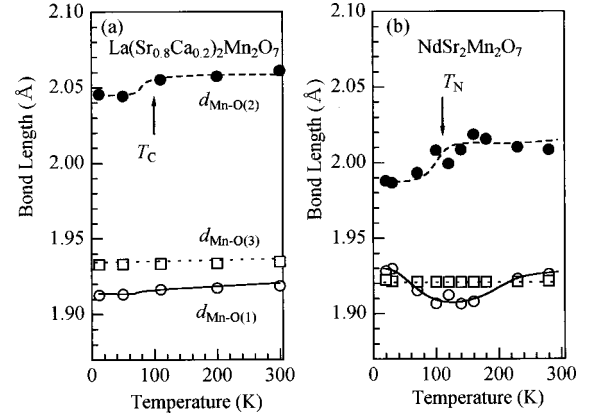 (a)
La(Sr0.8Ca0.2)2Mn2O7
dMn-O(2)
TC
dMn-O(3)
dMn-O(1)
Bond Length (Å)
2.10
2.05
2.00
1.95
1.90
0
100
200
300
Temperature (K)
(b)
NdSr2Mn2O7
TN
Bond Length (Å)
2.05
2.00
1.95
1.90
0
100
200
300
Temperature (K)